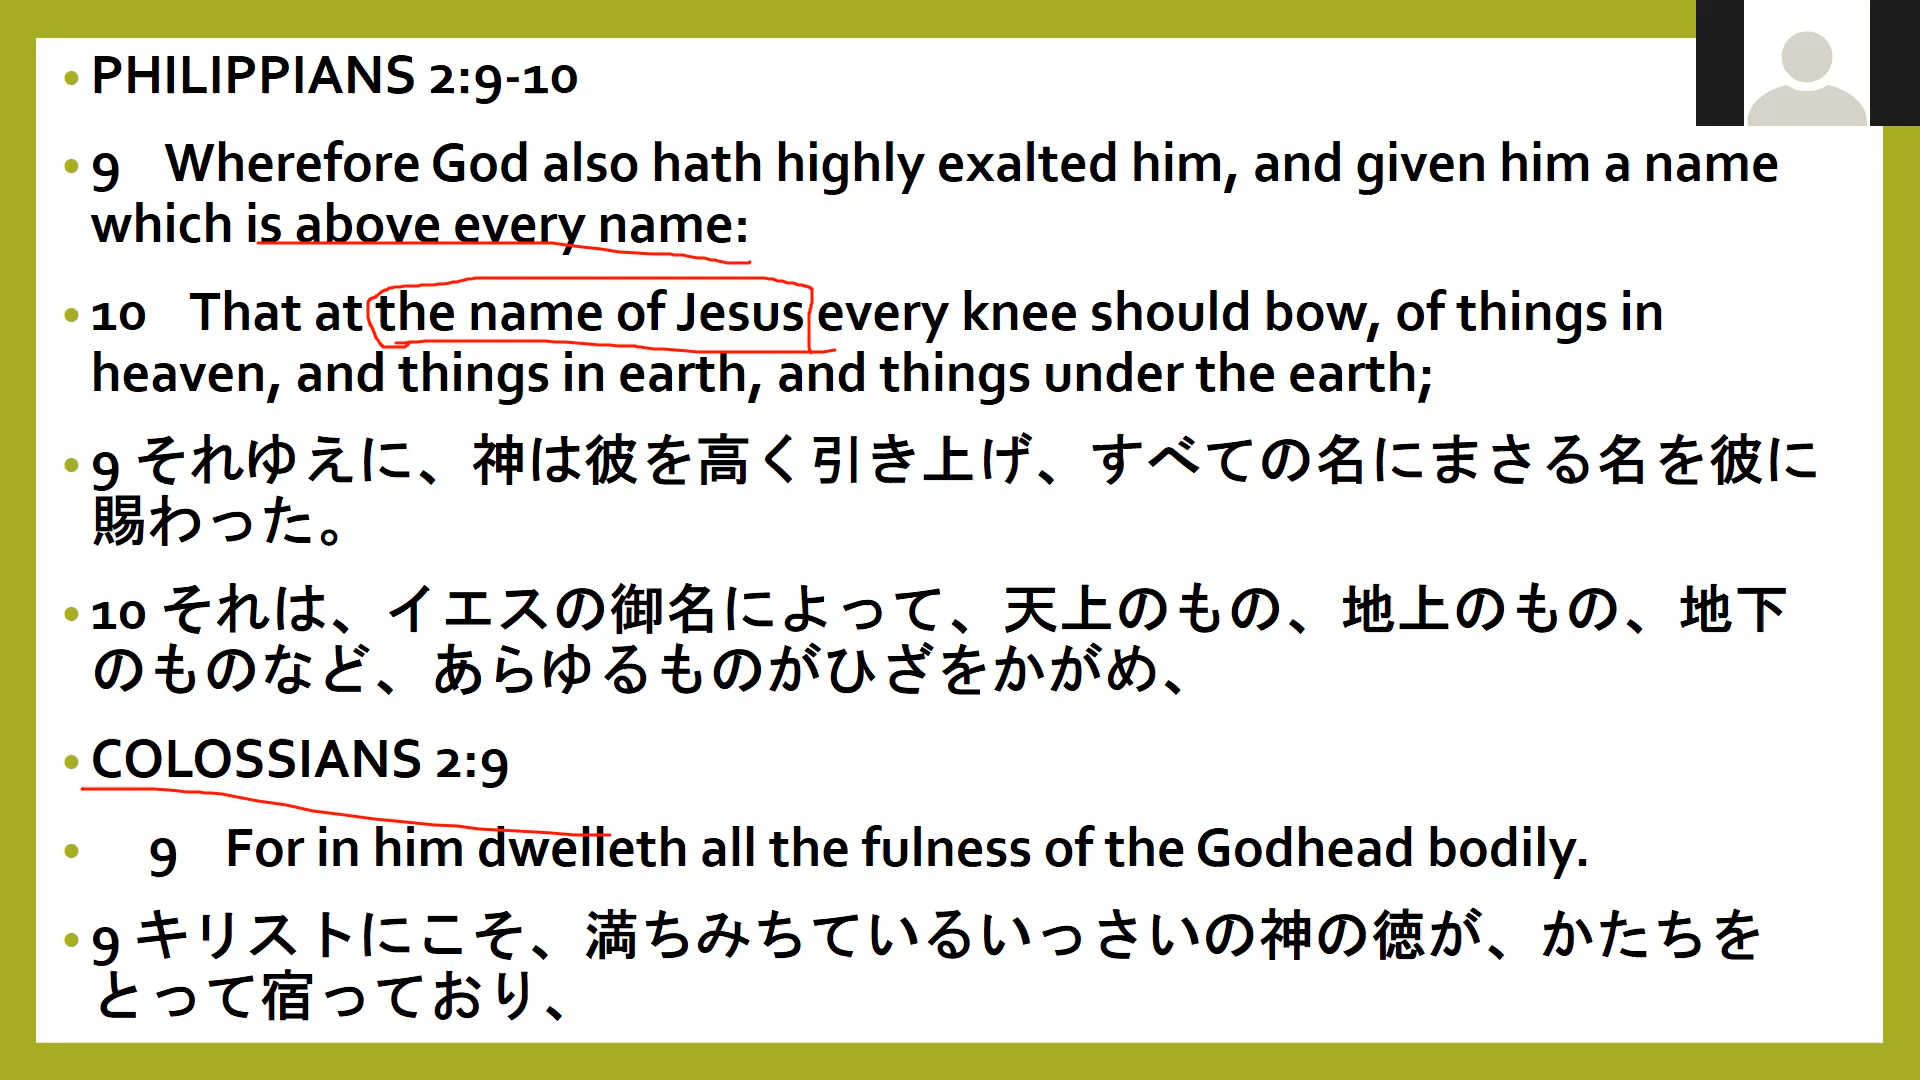 • PHILIPPIANS 2:9-10
• 9 Wherefore God also hath highly exalted him, and given him a name
which is above every name:
• 10 That at the name of Jesus every knee should bow, of things in
heaven, and things in earth, and things under the earth;
• 9 それゆえに、神は彼を高く引き上げ、すべての名にまさる名を彼に
賜わった。
• 10 それは、イエスの御名によって、天上のもの、地上のもの、地下
のものなど、あらゆるものがひざをかがめ、
• COLOSSIANS 2:9
• 9 For in him dwelleth all the fulness of the Godhead bodily.
• 9 キリストにこそ、満ちみちているいっさいの神の徳が、かたちを
とって宿っており、